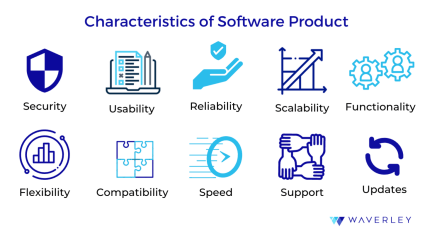 Characteristics of Software Product
Security
Usability
Reliability
Scalability
Functionality
Flexibility
Compatibility
Speed
Support
Updates
WAVERLEY